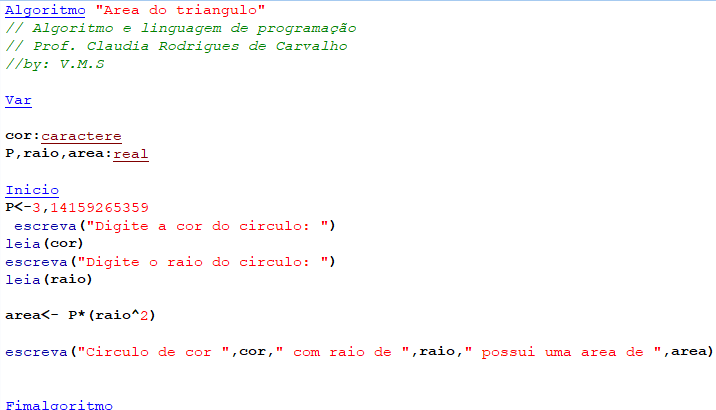 Algoritmo "Area do triangulo"
// Algoritmo e linguagem de programação
// Prof. Claudia Rodrigues de Carvalho
//by: V.M.S
Var
cor:caractere
P,raio,area:real
Inicio
P<-3,14159265359
escreva("Digite a cor do circulo: ")
leia(cor)
escreva("Digite o raio do circulo: ")
leia(raio)
area<- P*(raio^2)
escreva("Circulo de cor ",cor," com raio de ",raio," possui uma area de ",area)
Fimalgoritmo